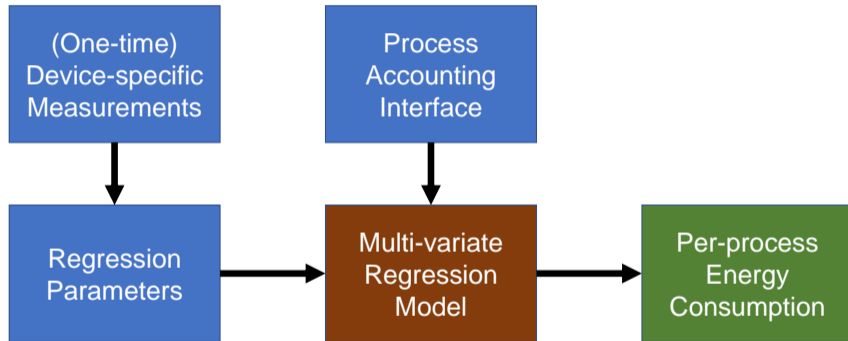 (One-time)
Device-specific
Measurements
Process
Accounting
Interface
Regression
Parameters
Multi-variate
Regression
Model
Per-process
Energy
Consumption